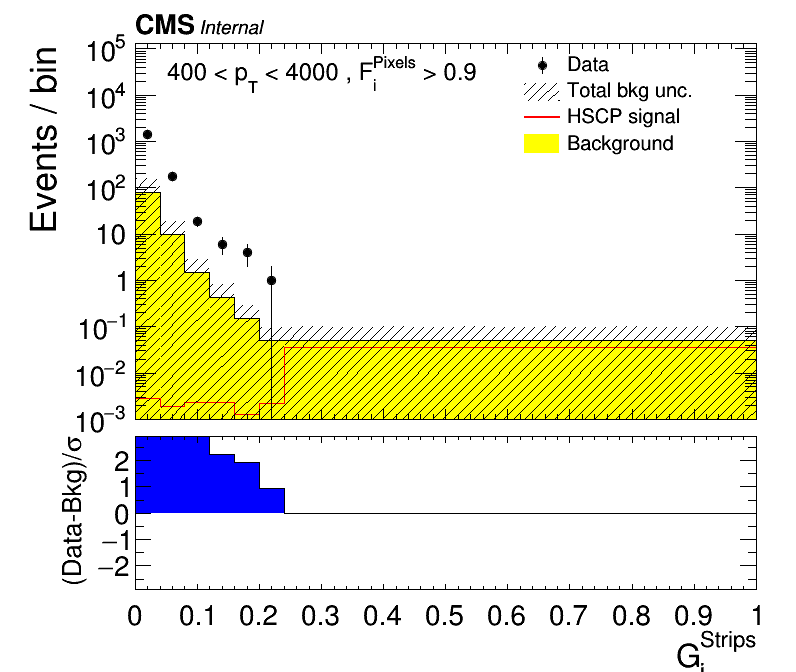 CMS Internal
400 < p_T < 4000 , F_i^Pixels > 0.9
Data
Total bkg unc.
HSCP signal
Background
Events / bin
10^5
10^4
10^3
10^2
10
1
10^−1
10^−2
10^−3
(Data-Bkg)/σ
2
1
0
−1
−2
0 0.1 0.2 0.3 0.4 0.5 0.6 0.7 0.8 0.9 1
G_i^Strips